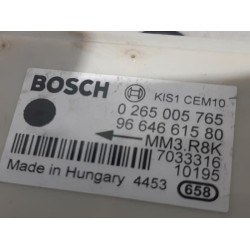 BOSCH KIS1 CEM10
0 265 005 765
96 646 615 80
MM3.R8K
7033316
10195
Made in Hungary 4453 658